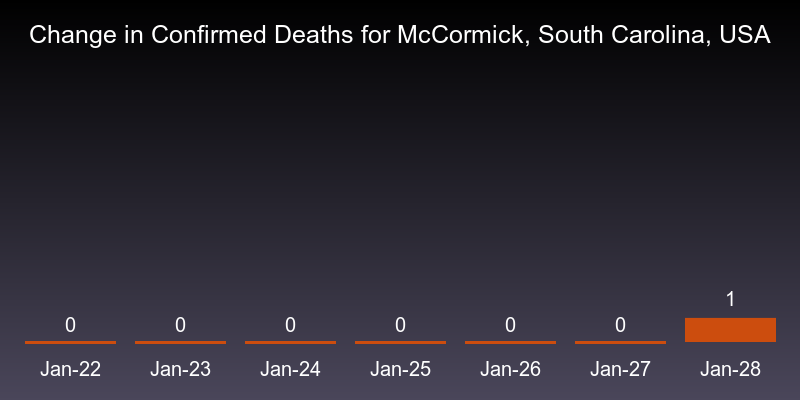 Change in Confirmed Deaths for McCormick, South Carolina, USA
0 0 0 0 0 0 1
Jan-22 Jan-23 Jan-24 Jan-25 Jan-26 Jan-27 Jan-28